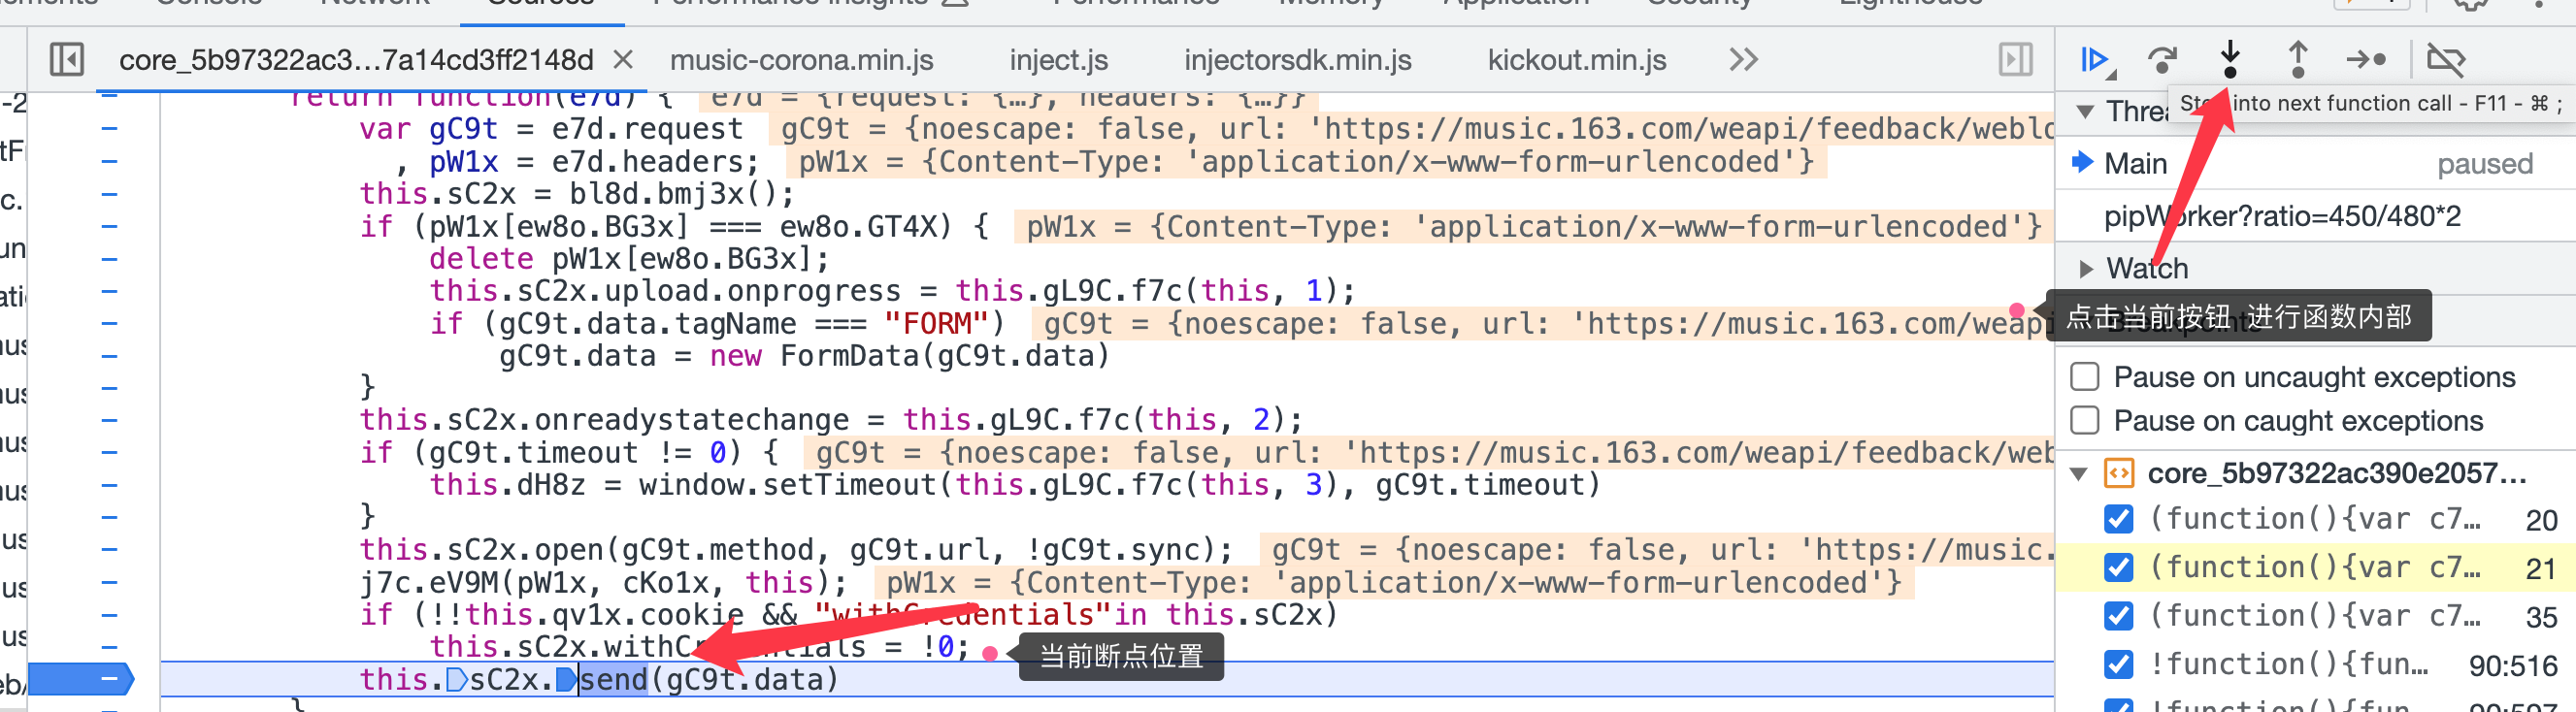 Sources
core_5b97322ac3…7a14cd3ff2148d
music-corona.min.js
inject.js
injectorsdk.min.js
kickout.min.js
return function(e7d) { e7d = {request: {…}, headers: {…}}
var gC9t = e7d.request gC9t = {noescape: false, url: 'https://music.163.com/weapi/feedback/weblo
, pW1x = e7d.headers; pW1x = {Content-Type: 'application/x-www-form-urlencoded'}
this.sC2x = bl8d.bmj3x();
if (pW1x[ew8o.BG3x] === ew8o.GT4X) { pW1x = {Content-Type: 'application/x-www-form-urlencoded'}
delete pW1x[ew8o.BG3x];
this.sC2x.upload.onprogress = this.gL9C.f7c(this, 1);
if (gC9t.data.tagName === "FORM") gC9t = {noescape: false, url: 'https://music.163.com/weapi
gC9t.data = new FormData(gC9t.data)
}
this.sC2x.onreadystatechange = this.gL9C.f7c(this, 2);
if (gC9t.timeout != 0) { gC9t = {noescape: false, url: 'https://music.163.com/weapi/feedback/web
this.dH8z = window.setTimeout(this.gL9C.f7c(this, 3), gC9t.timeout)
}
this.sC2x.open(gC9t.method, gC9t.url, !gC9t.sync); gC9t = {noescape: false, url: 'https://music.
j7c.eV9M(pW1x, cKo1x, this); pW1x = {Content-Type: 'application/x-www-form-urlencoded'}
if (!!this.qv1x.cookie && "withCredentials"in this.sC2x)
this.sC2x.withCredentials = !0;
当前断点位置
this.sC2x.send(gC9t.data)
Step into next function call - F11 - ⌘ ;
Main paused
pipWorker?ratio=450/480*2
Watch
点击当前按钮 进行函数内部
Pause on uncaught exceptions
Pause on caught exceptions
core_5b97322ac390e2057…
(function(){var c7… 20
(function(){var c7… 21
(function(){var c7… 35
!function(){fun… 90:516